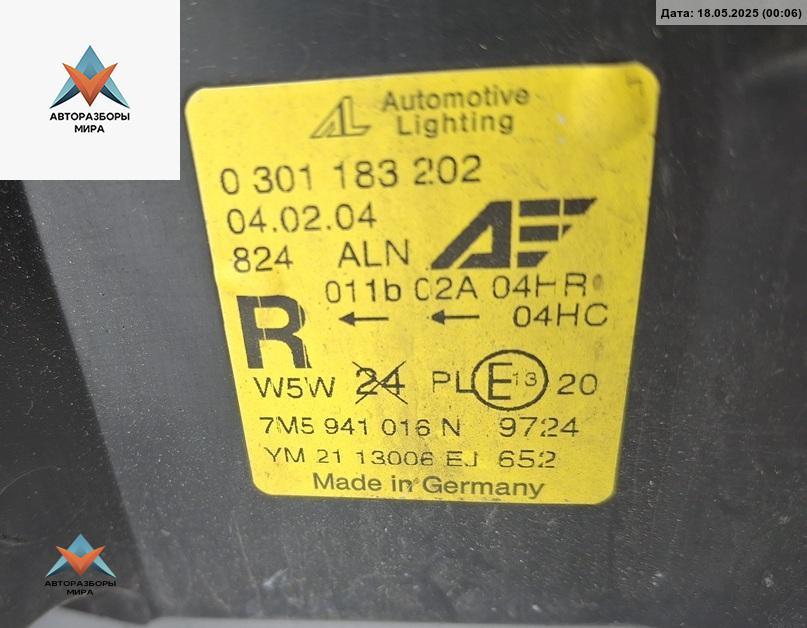 Дата: 18.05.2025 (00:06)
АВТОРАЗБОРЫ
МИРА
Automotive
Lighting
0 301 183 202
04.02.04
824 ALN
011b 02A 04HR
R ← ← 04HC
W5W 24 PL E13 20
7M5 941 016 N 9724
YM 21 13006 EJ 652
Made in Germany
АВТОРАЗБОРЫ
МИРА